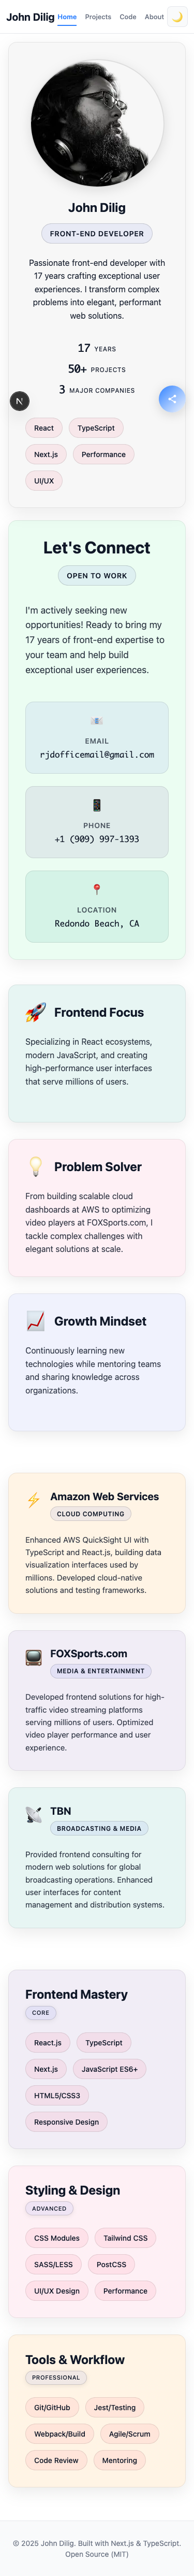 John Dilig Home Projects Code About
John Dilig
FRONT-END DEVELOPER
Passionate front-end developer with
17 years crafting exceptional user
experiences. I transform complex
problems into elegant, performant
web solutions.
17 YEARS
50+ PROJECTS
3 MAJOR COMPANIES
N
React TypeScript
Next.js Performance
UI/UX
Let's Connect
OPEN TO WORK
I'm actively seeking new
opportunities! Ready to bring my
17 years of front-end expertise to
your team and help build
exceptional user experiences.
EMAIL
rjdofficemail@gmail.com
PHONE
+1 (909) 997-1393
LOCATION
Redondo Beach, CA
Frontend Focus
Specializing in React ecosystems,
modern JavaScript, and creating
high-performance user interfaces
that serve millions of users.
Problem Solver
From building scalable cloud
dashboards at AWS to optimizing
video players at FOXSports.com, I
tackle complex challenges with
elegant solutions at scale.
Growth Mindset
Continuously learning new
technologies while mentoring teams
and sharing knowledge across
organizations.
Amazon Web Services
CLOUD COMPUTING
Enhanced AWS QuickSight UI with
TypeScript and React.js, building data
visualization interfaces used by
millions. Developed cloud-native
solutions and testing frameworks.
FOXSports.com
MEDIA & ENTERTAINMENT
Developed frontend solutions for high-
traffic video streaming platforms
serving millions of users. Optimized
video player performance and user
experience.
TBN
BROADCASTING & MEDIA
Provided frontend consulting for
modern web solutions for global
broadcasting operations. Enhanced
user interfaces for content
management and distribution systems.
Frontend Mastery
CORE
React.js TypeScript
Next.js JavaScript ES6+
HTML5/CSS3
Responsive Design
Styling & Design
ADVANCED
CSS Modules Tailwind CSS
SASS/LESS PostCSS
UI/UX Design Performance
Tools & Workflow
PROFESSIONAL
Git/GitHub Jest/Testing
Webpack/Build Agile/Scrum
Code Review Mentoring
© 2025 John Dilig. Built with Next.js & TypeScript.
Open Source (MIT)